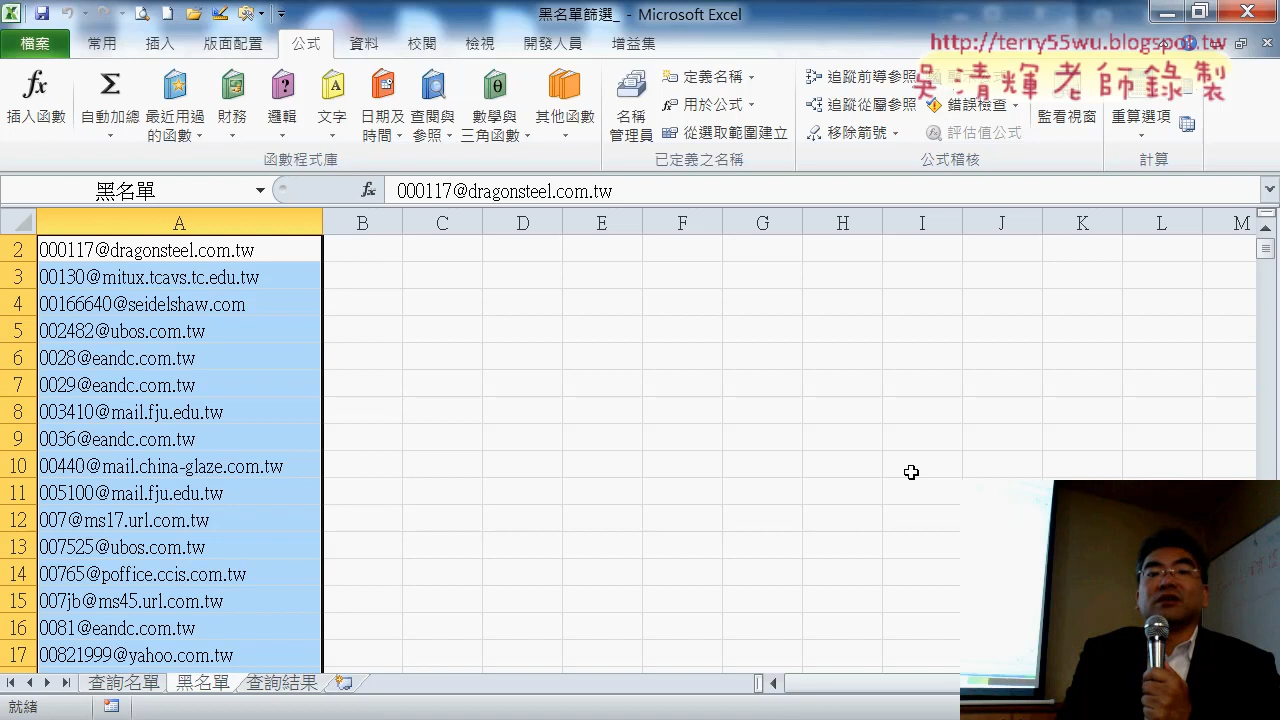 黑名單篩選_ - Microsoft Excel
檔案 常用 插入 版面配置 公式 資料 校閱 檢視 開發人員 增益集
http://terry55wu.blogspot.tw
吳清輝老師錄製
插入函數 自動加總 最近用過的函數 財務 邏輯 文字 日期及時間 查閱與參照 數學與三角函數 其他函數
函數程式庫
名稱管理員 定義名稱 用於公式 從選取範圍建立
已定義之名稱
追蹤前導參照
追蹤從屬參照 錯誤檢查
移除箭號 評估值公式
監看視窗
公式稽核
重算選項
計算
黑名單 fx 000117@dragonsteel.com.tw
A B C D E F G H I J K L M
2 000117@dragonsteel.com.tw
3 00130@mitux.tcavs.tc.edu.tw
4 00166640@seidelshaw.com
5 002482@ubos.com.tw
6 0028@eandc.com.tw
7 0029@eandc.com.tw
8 003410@mail.fju.edu.tw
9 0036@eandc.com.tw
10 00440@mail.china-glaze.com.tw
11 005100@mail.fju.edu.tw
12 007@ms17.url.com.tw
13 007525@ubos.com.tw
14 00765@poffice.ccis.com.tw
15 007jb@ms45.url.com.tw
16 0081@eandc.com.tw
17 00821999@yahoo.com.tw
查詢名單 黑名單 查詢結果
就緒